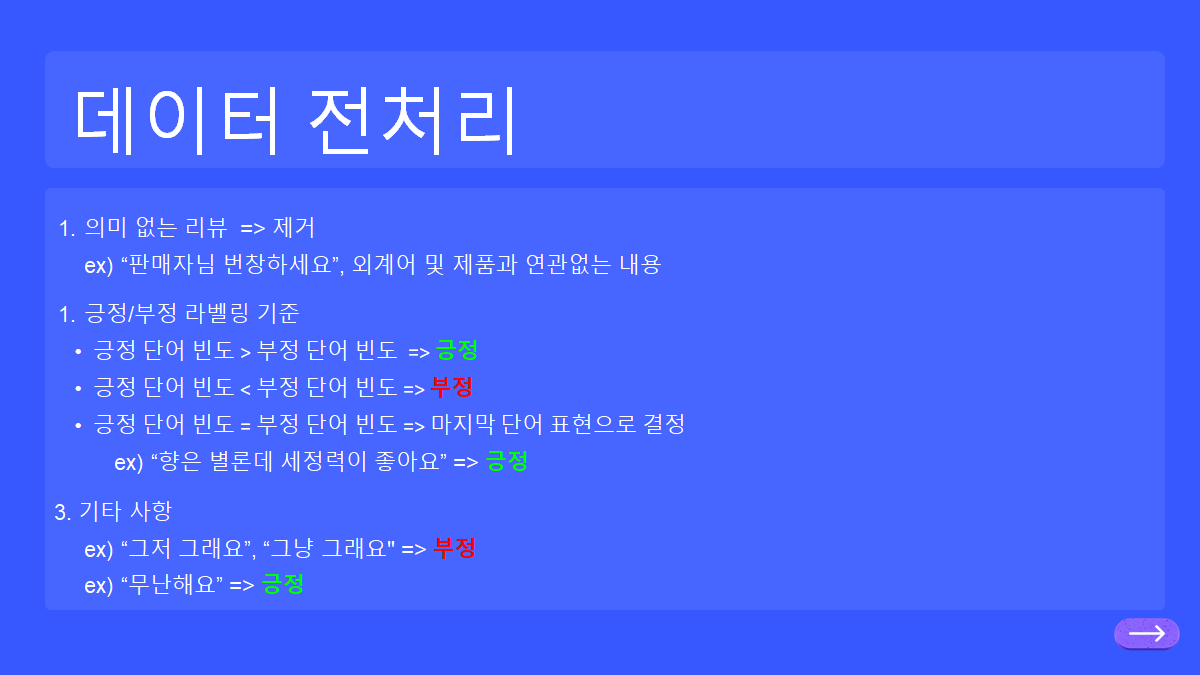 데이터 전처리
1. 의미 없는 리뷰 => 제거
ex) “판매자님 번창하세요”, 외계어 및 제품과 연관없는 내용
1. 긍정/부정 라벨링 기준
• 긍정 단어 빈도 > 부정 단어 빈도 => 긍정
• 긍정 단어 빈도 < 부정 단어 빈도 => 부정
• 긍정 단어 빈도 = 부정 단어 빈도 => 마지막 단어 표현으로 결정
ex) “향은 별론데 세정력이 좋아요” => 긍정
3. 기타 사항
ex) “그저 그래요”, “그냥 그래요" => 부정
ex) “무난해요” => 긍정